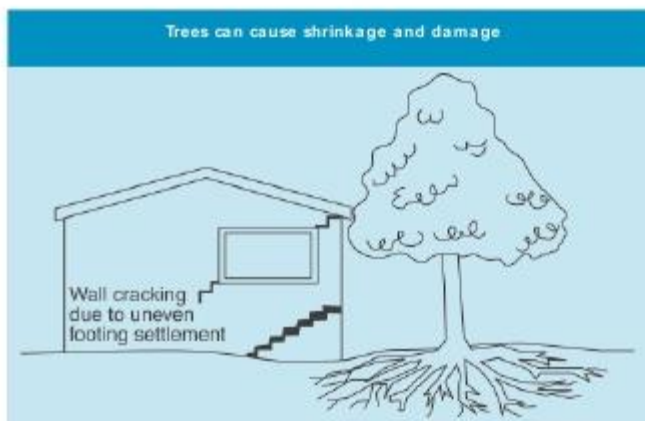 Trees can cause shrinkage and damage
Wall cracking
due to uneven
footing settlement